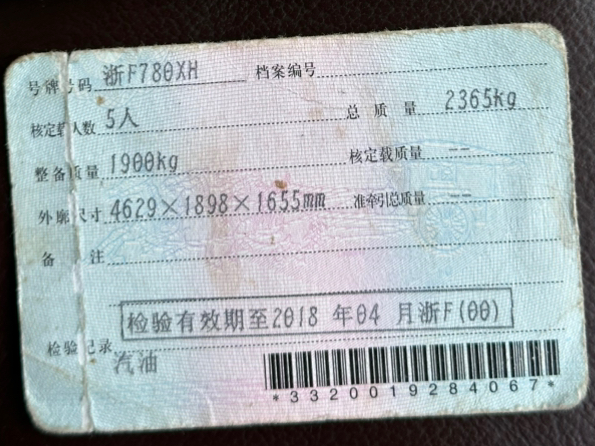 号牌号码 浙F780XH 档案编号
核定载人数 5人 总质量 2365kg
整备质量 1900kg 核定载质量 --
外廓尺寸 4629×1898×1655mm 准牵引总质量 --
备注
检验有效期至2018 年04 月浙F(00)
检验记录
汽油
*3320019284067*